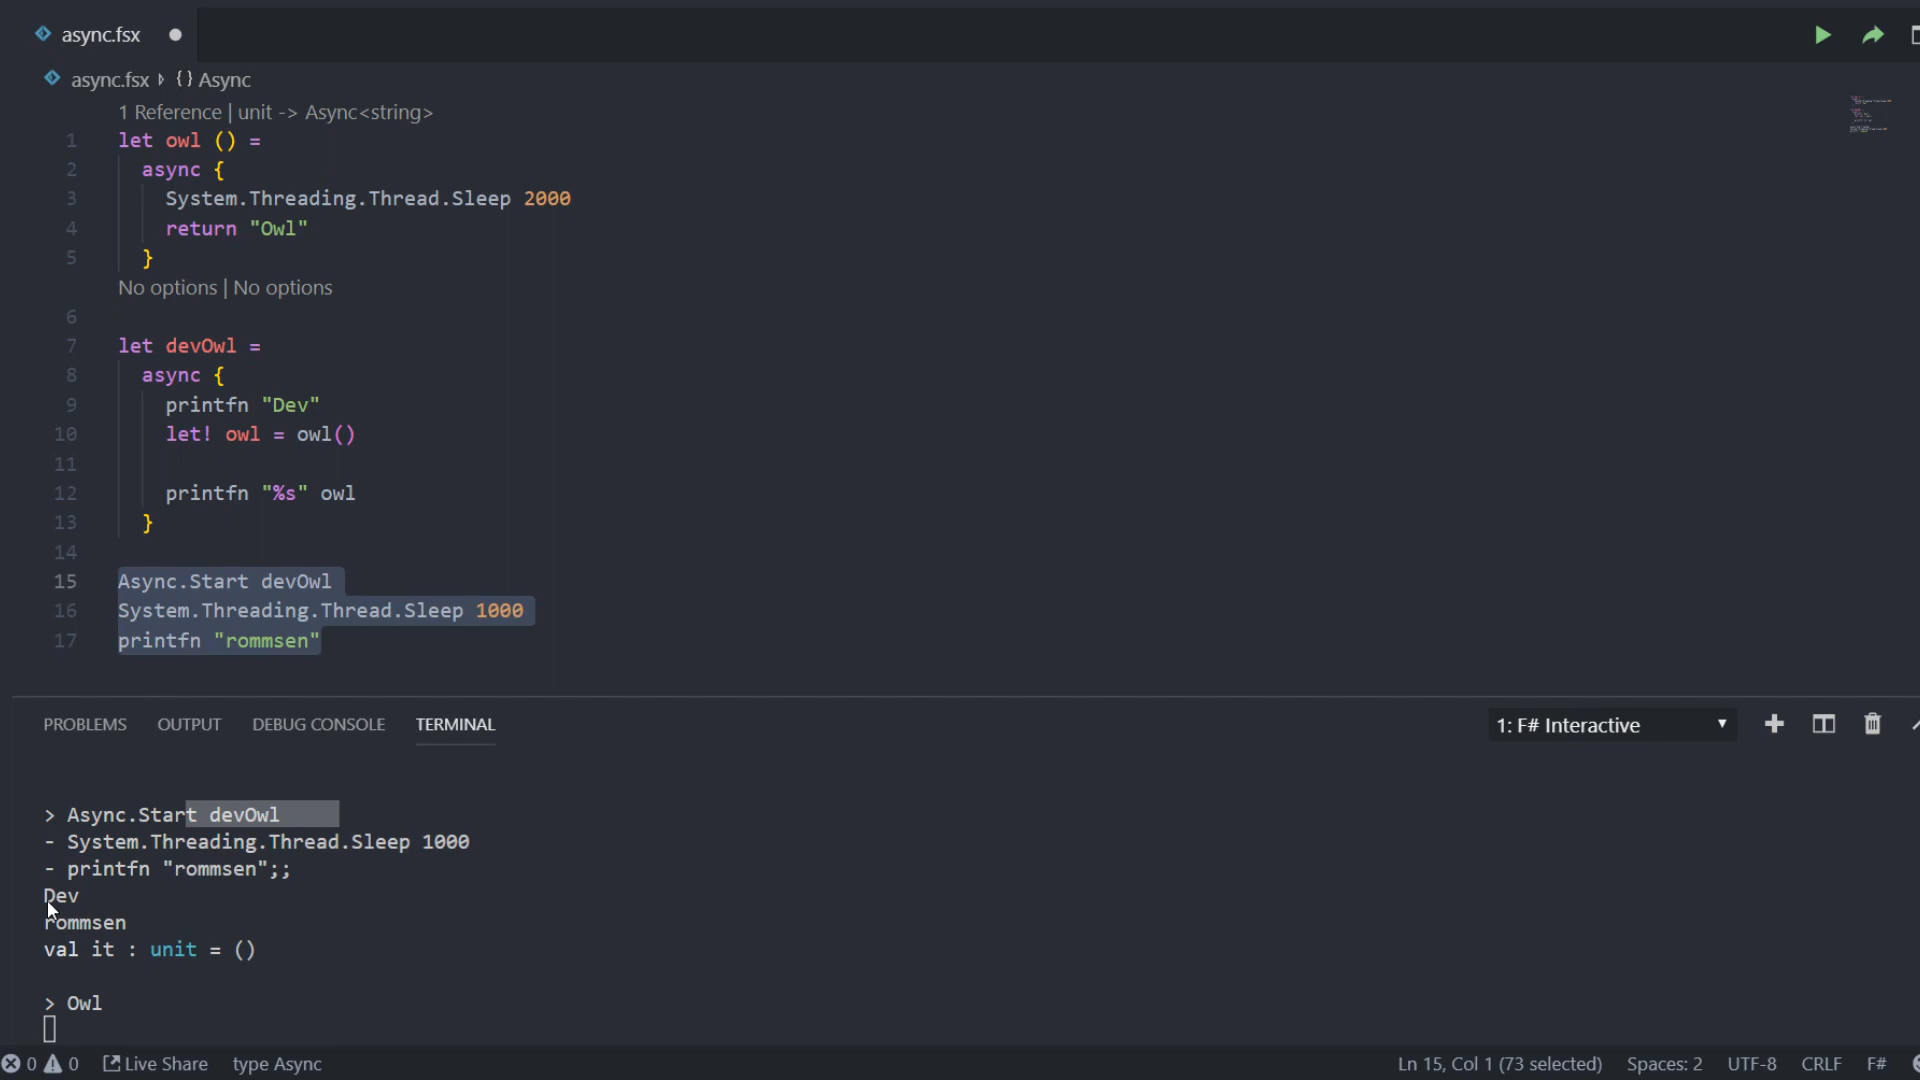 async.fsx
async.fsx {} Async
1 Reference | unit -> Async<string>
1 let owl () =
2 async {
3 System.Threading.Thread.Sleep 2000
4 return "Owl"
5 }
No options | No options
6
7 let devOwl =
8 async {
9 printfn "Dev"
10 let! owl = owl()
11
12 printfn "%s" owl
13 }
14
15 Async.Start devOwl
16 System.Threading.Thread.Sleep 1000
17 printfn "rommsen"
PROBLEMS OUTPUT DEBUG CONSOLE TERMINAL 1: F# Interactive
> Async.Start devOwl
- System.Threading.Thread.Sleep 1000
- printfn "rommsen";;
Dev
rommsen
val it : unit = ()
> Owl
0 0 Live Share type Async Ln 15, Col 1 (73 selected) Spaces: 2 UTF-8 CRLF F#